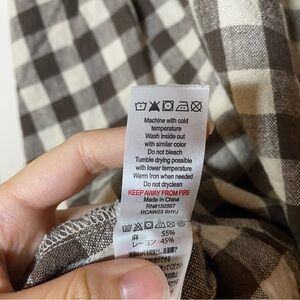 Machine with cold
temperature
Wash inside out
with similar color
Do not bleach
Tumble drying possible
with lower temperature
Warm iron when needed
Do not dryclean
KEEP AWAY FROM FIRE
Made in China
RN#150987
麻 55%
レーヨン 45%